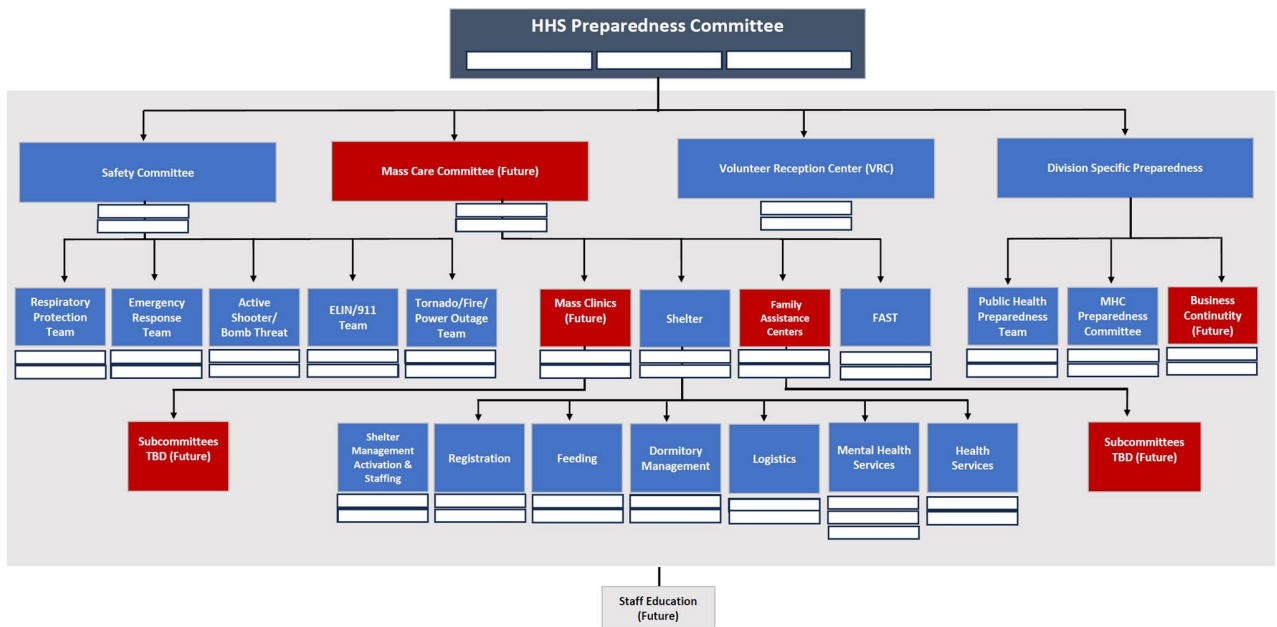 HHS Preparedness Committee
Safety Committee
Mass Care Committee (Future)
Volunteer Reception Center (VRC)
Division Specific Preparedness
Respiratory
Protection
Team
Emergency
Response
Team
Active
Shooter/
Bomb Threat
ELIN/911
Team
Tornado/Fire/
Power Outage
Team
Mass Clinics
(Future)
Shelter
Family
Assistance
Centers
FAST
Public Health
Preparedness
Team
MHC
Preparedness
Committee
Business
Continutity
(Future)
Subcommittees
TBD (Future)
Shelter
Management
Activation &
Staffing
Registration
Feeding
Dormitory
Management
Logistics
Mental Health
Services
Health
Services
Subcommittees
TBD (Future)
Staff Education
(Future)